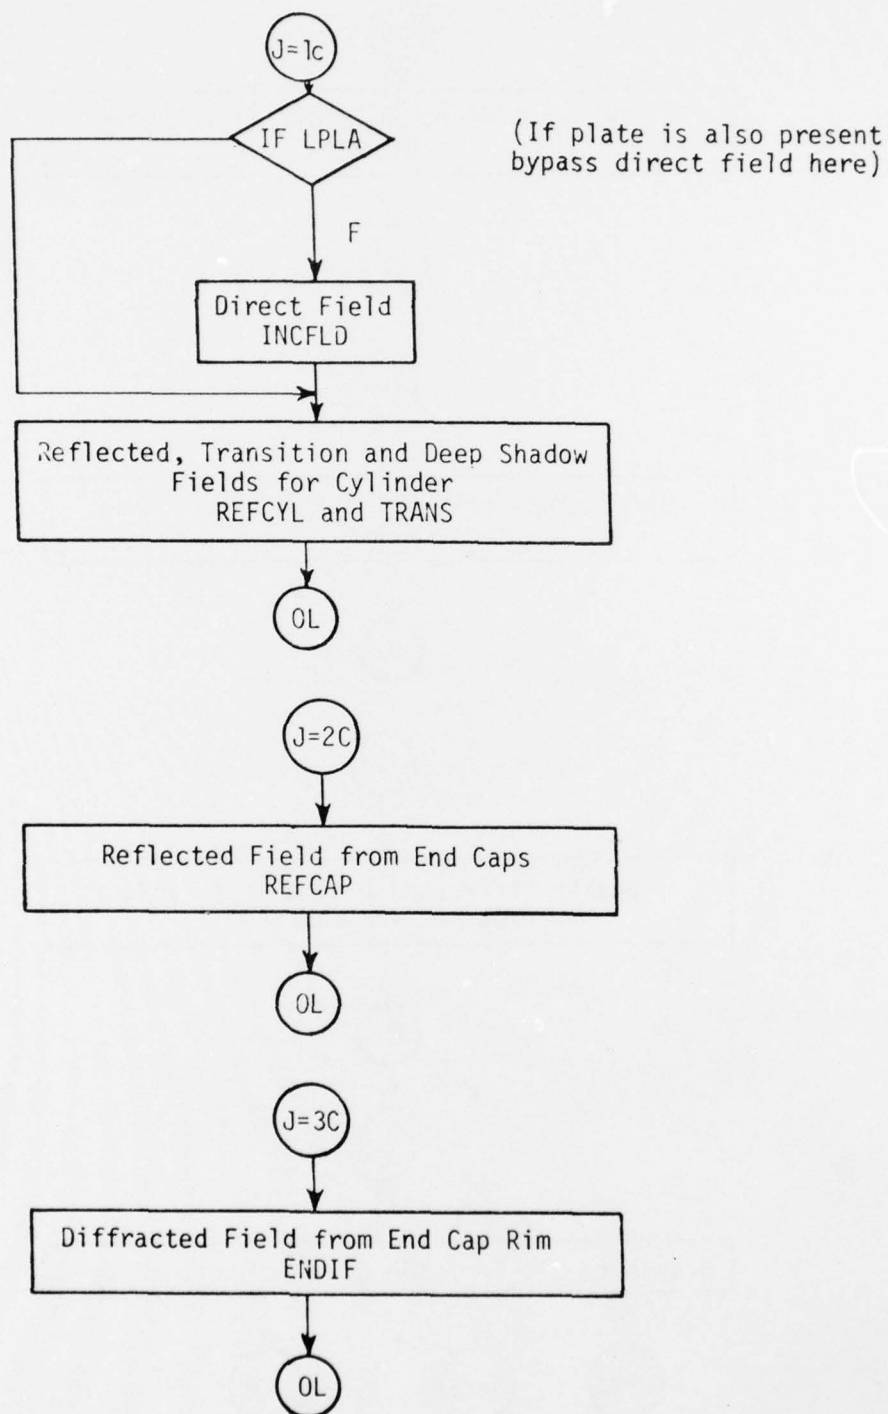 J=1c
IF LPLA
(If plate is also present
bypass direct field here)
F
Direct Field
INCFLD
Reflected, Transition and Deep Shadow
Fields for Cylinder
REFCYL and TRANS
OL
J=2C
Reflected Field from End Caps
REFCAP
OL
J=3C
Diffracted Field from End Cap Rim
ENDIF
OL